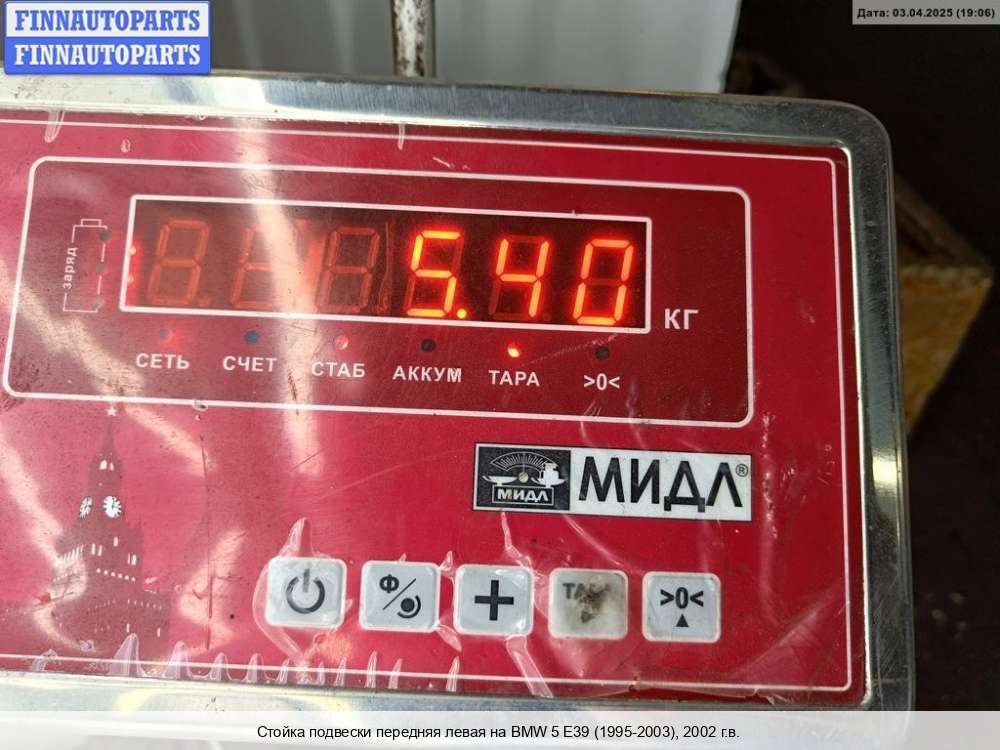 FINNAUTOPARTS
FINNAUTOPARTS
Дата: 03.04.2025 (19:06)
заряд
5.40
КГ
СЕТЬ СЧЕТ СТАБ АККУМ ТАРА >0<
МИДЛ
МИДЛ®
Ф
>0<
Стойка подвески передняя левая на BMW 5 E39 (1995-2003), 2002 г.в.